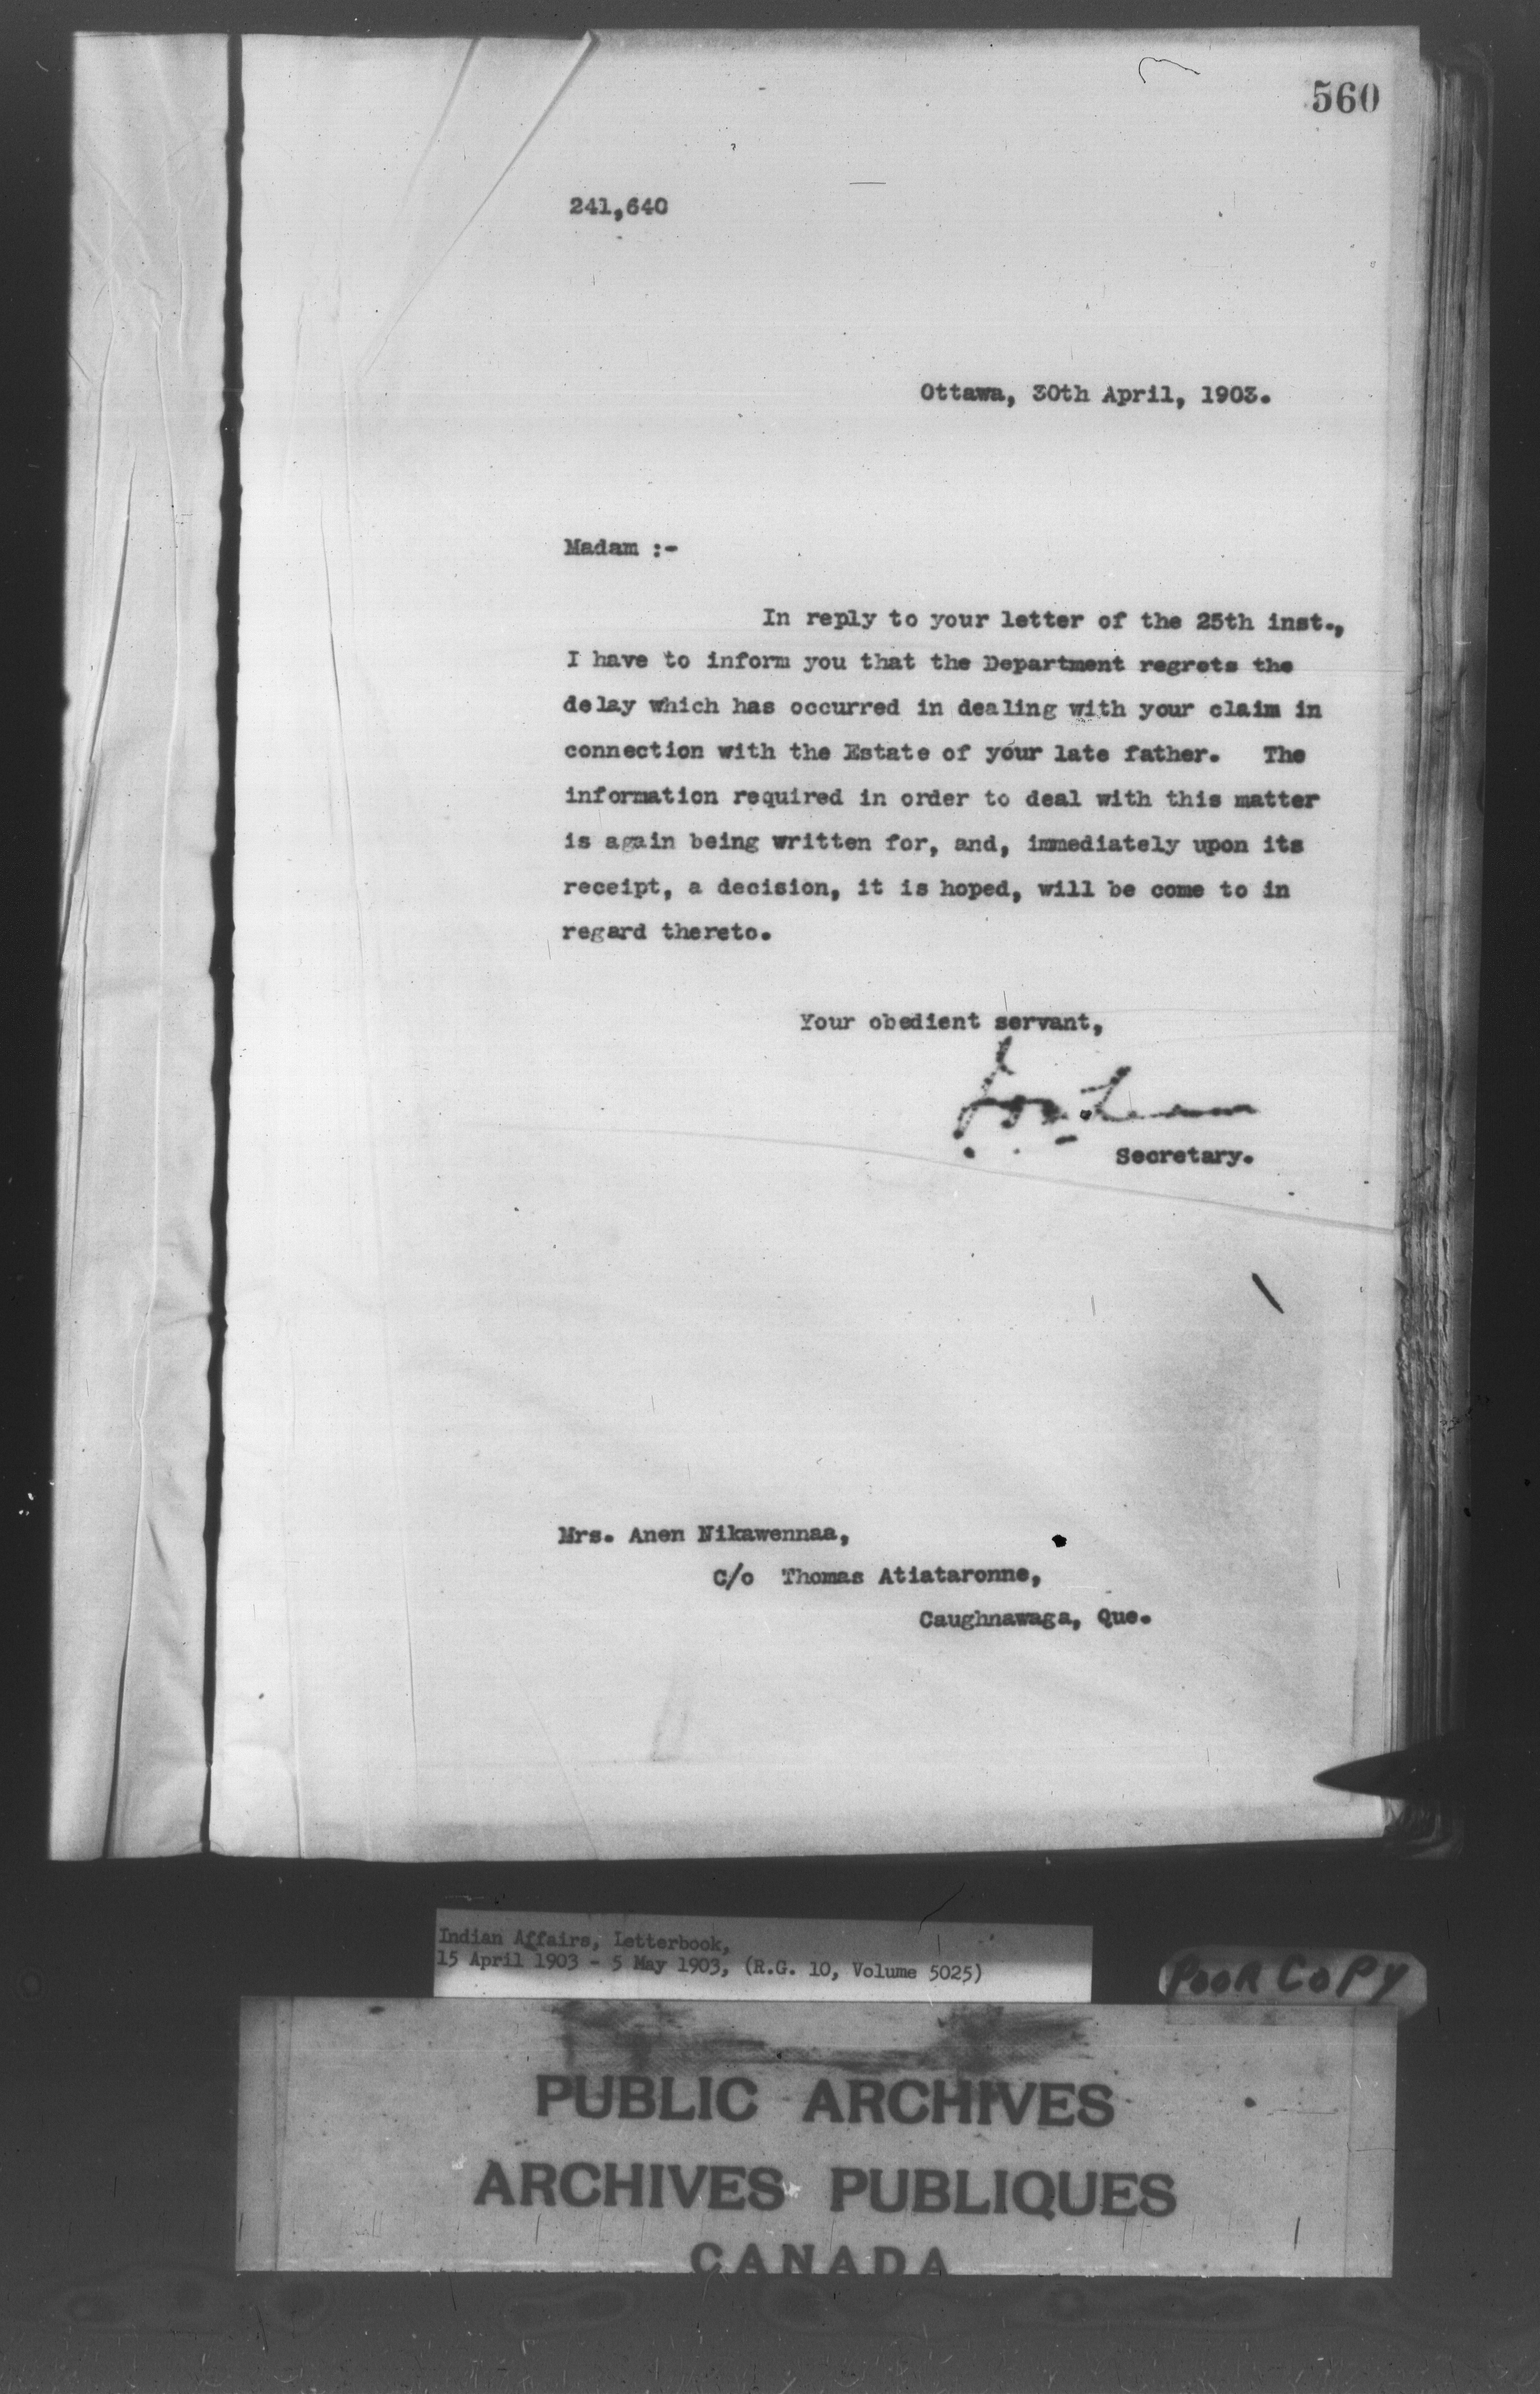 560
241,640
Ottawa, 30th April, 1903.
Madam :-
In reply to your letter of the 25th inst.,
I have to inform you that the Department regrets the
delay which has occurred in dealing with your claim in
connection with the Estate of your late father. The
information required in order to deal with this matter
is again being written for, and, immediately upon its
receipt, a decision, it is hoped, will be come to in
regard thereto.
Your obedient servant,
Secretary.
Mrs. Anen Nikawennaa,
c/o Thomas Atiataronne,
Caughnawaga, Que.
Indian Affairs, Letterbook,
15 April 1903 - 5 May 1903, (R.G. 10, Volume 5025)
POOR COPY
PUBLIC ARCHIVES
ARCHIVES PUBLIQUES
CANADA